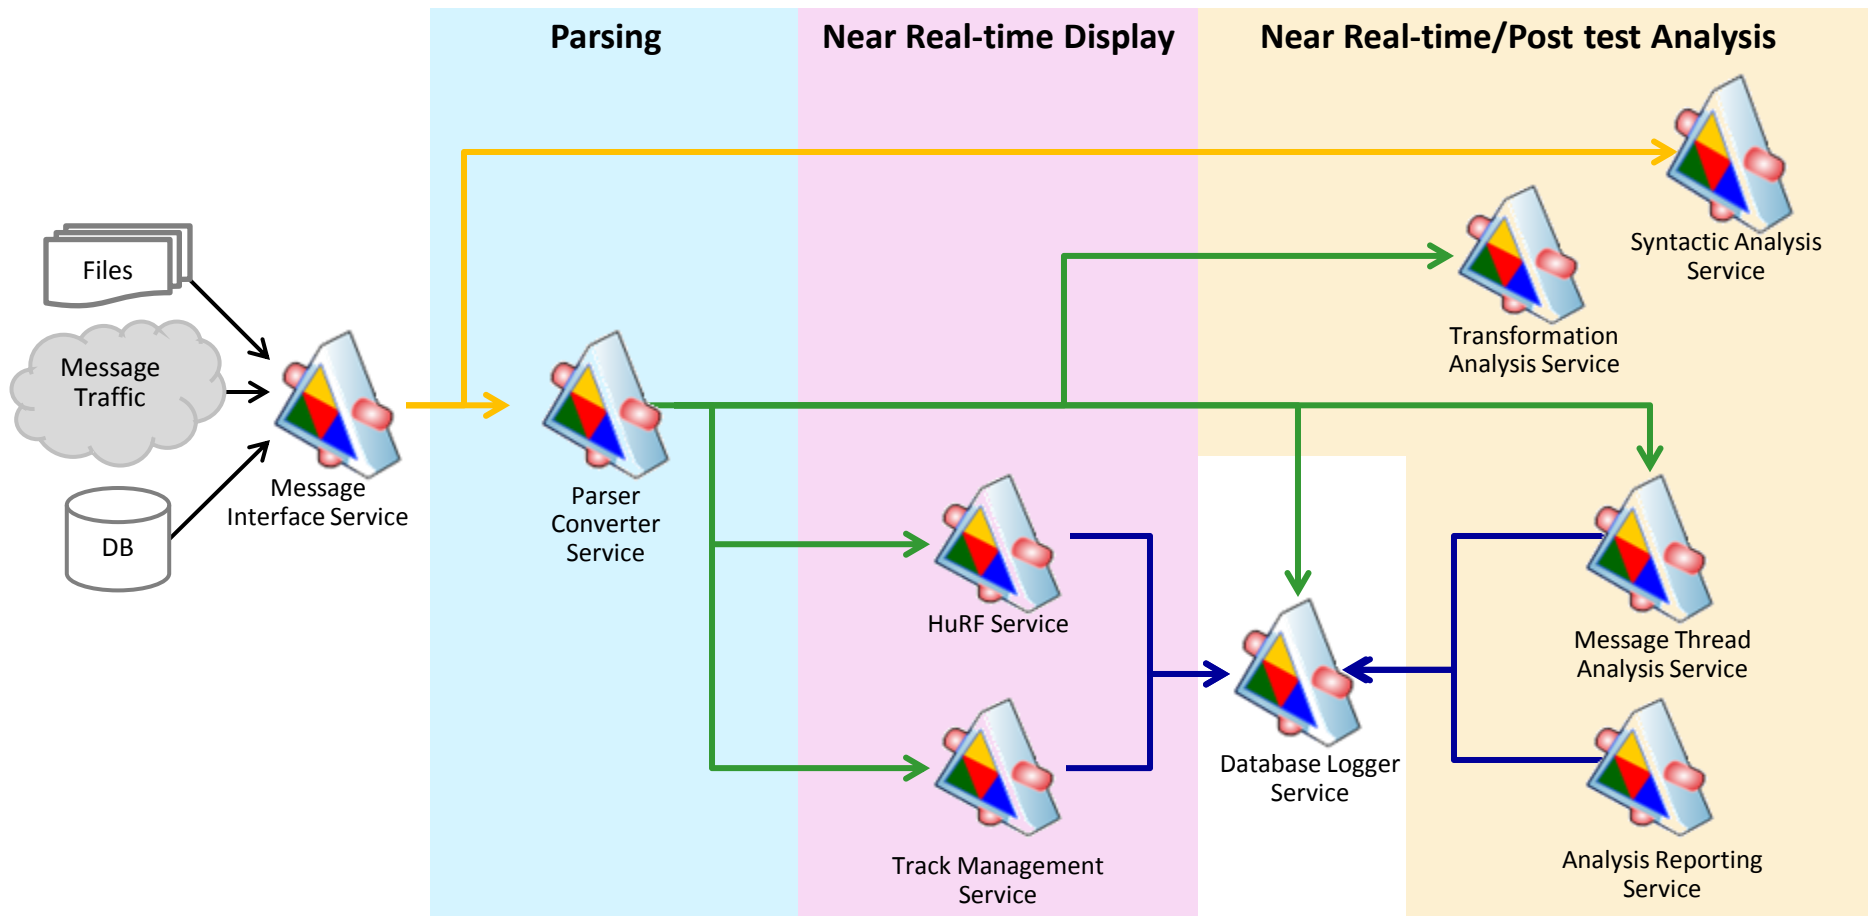 Parsing
Near Real-time Display
Near Real-time/Post test Analysis
Files
Message
Traffic
DB
Message
Interface Service
Parser
Converter
Service
HuRF Service
Track Management
Service
Database Logger
Service
Syntactic Analysis
Service
Transformation
Analysis Service
Message Thread
Analysis Service
Analysis Reporting
Service